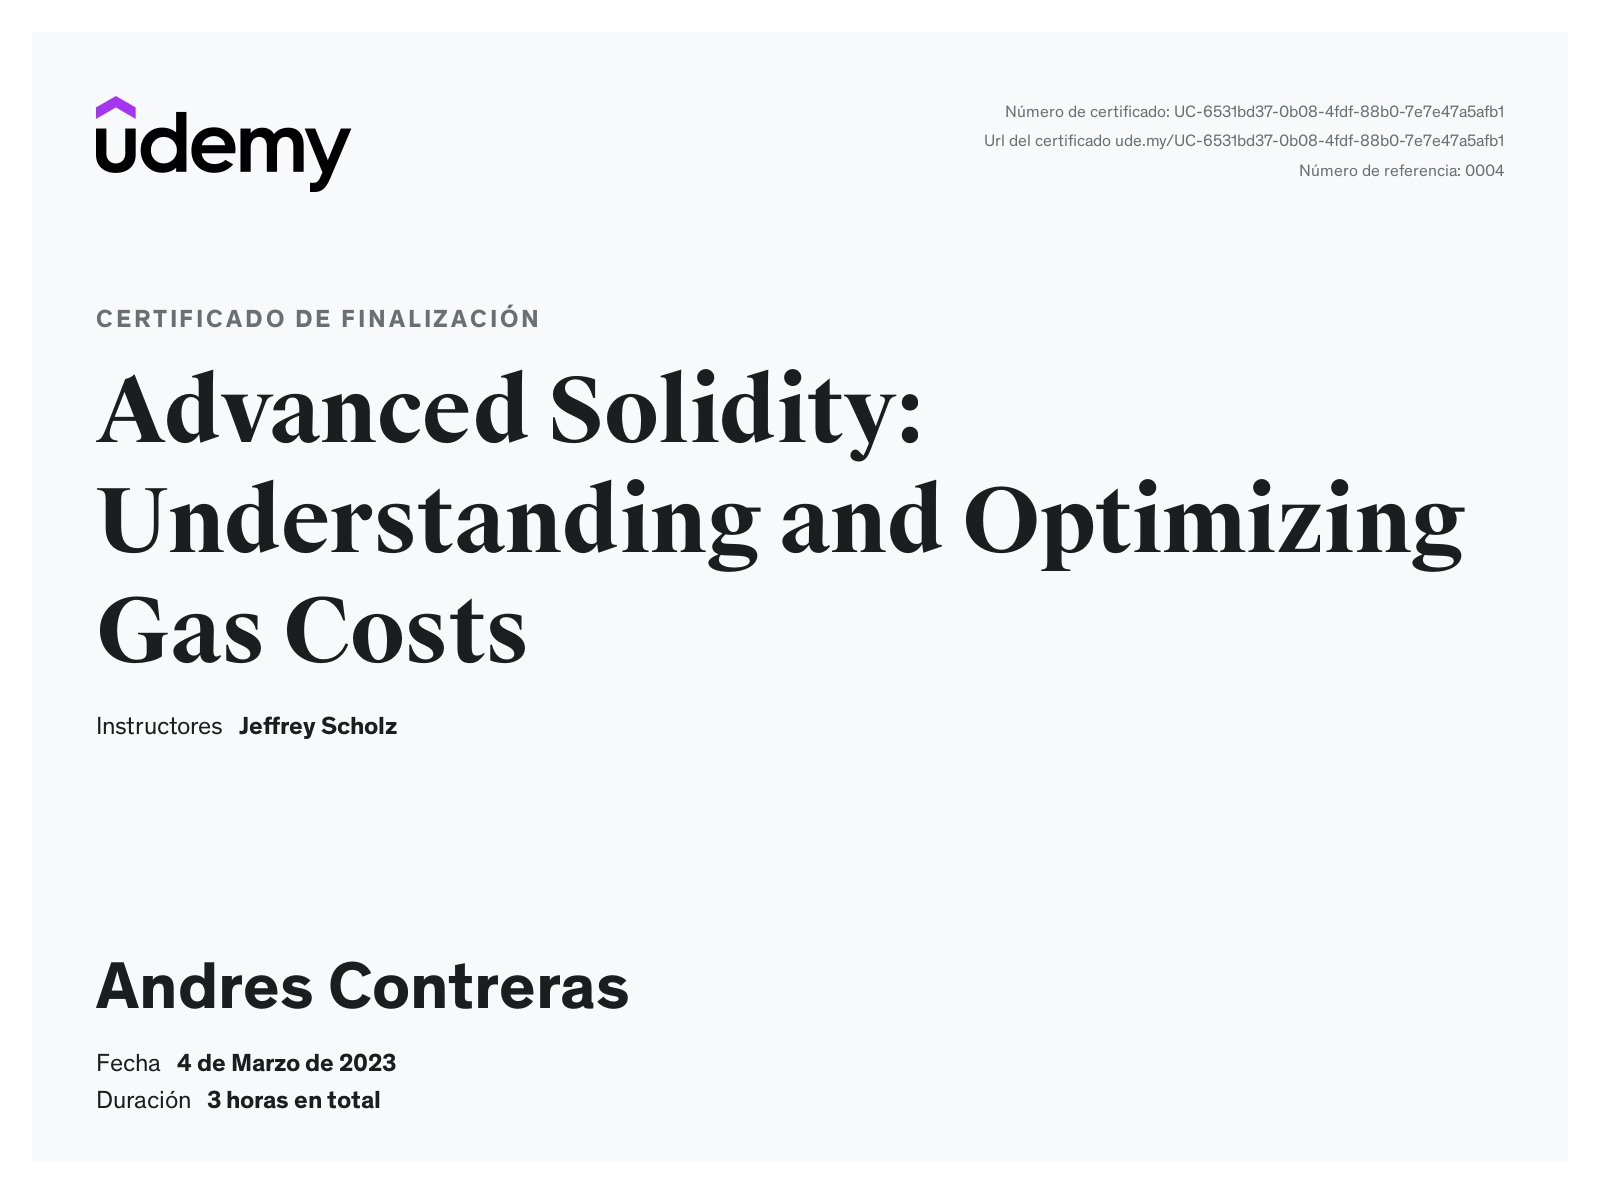 udemy
Número de certificado: UC-6531bd37-0b08-4fdf-88b0-7e7e47a5afb1
Url del certificado ude.my/UC-6531bd37-0b08-4fdf-88b0-7e7e47a5afb1
Número de referencia: 0004
CERTIFICADO DE FINALIZACIÓN
Advanced Solidity:
Understanding and Optimizing
Gas Costs
Instructores Jeffrey Scholz
Andres Contreras
Fecha 4 de Marzo de 2023
Duración 3 horas en total